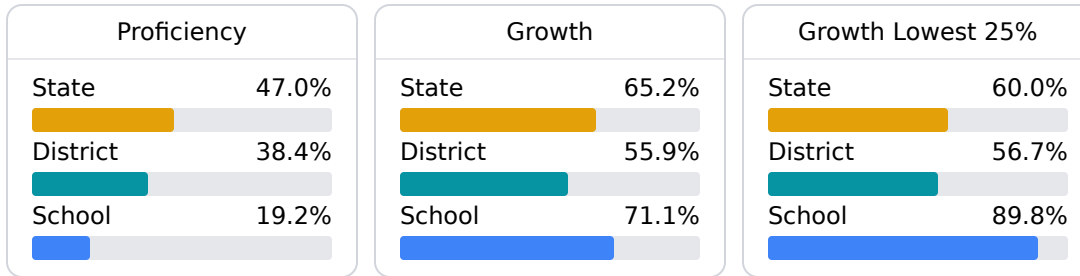 Proficiency
State 47.0%
District 38.4%
School 19.2%
Growth
State 65.2%
District 55.9%
School 71.1%
Growth Lowest 25%
State 60.0%
District 56.7%
School 89.8%